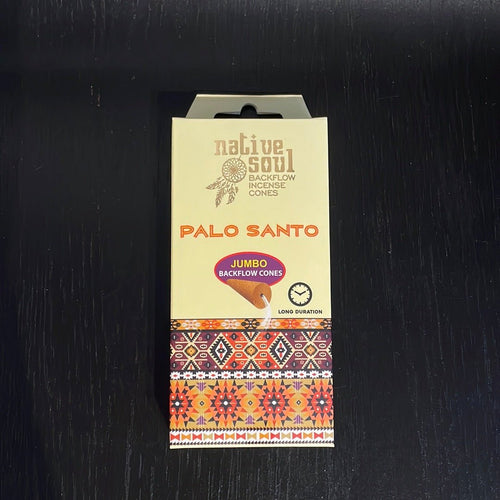 native
soul
BACKFLOW
INCENSE
CONES
PALO SANTO
JUMBO
BACKFLOW CONES
LONG DURATION